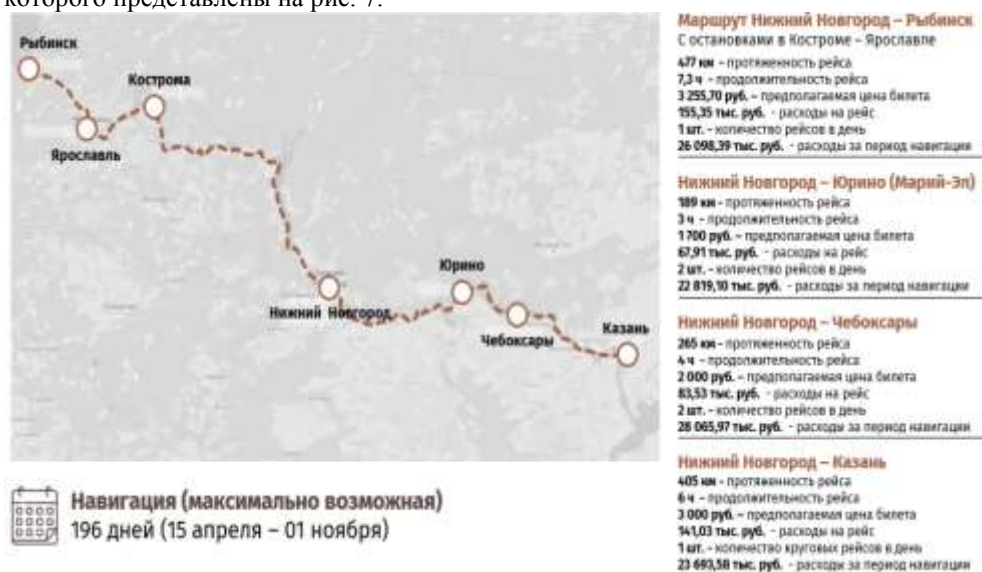 которого представлены на рис. 7.
Рыбинск
Кострома
Ярославль
Нижний Новгород
Юрино
Чебоксары
Казань
Навигация (максимально возможная)
196 дней (15 апреля – 01 ноября)
Маршрут Нижний Новгород – Рыбинск
С остановками в Костроме – Ярославле
477 км – протяженность рейса
7,3 ч – продолжительность рейса
3 255,70 руб. – предполагаемая цена билета
155,35 тыс. руб. - расходы на рейс
1 шт. – количество рейсов в день
26 098,39 тыс. руб. - расходы за период навигации
Нижний Новгород – Юрино (Марий-Эл)
189 км - протяженность рейса
3 ч – продолжительность рейса
1 700 руб. – предполагаемая цена билета
67,91 тыс. руб. - расходы на рейс
2 шт. – количество рейсов в день
22 819,10 тыс. руб. - расходы за период навигации
Нижний Новгород – Чебоксары
265 км - протяженность рейса
4 ч – продолжительность рейса
2 000 руб. – предполагаемая цена билета
83,53 тыс. руб. - расходы на рейс
2 шт. – количество рейсов в день
28 065,97 тыс. руб. - расходы за период навигации
Нижний Новгород – Казань
405 км - протяженность рейса
6 ч – продолжительность рейса
3 000 руб. – предполагаемая цена билета
141,03 тыс. руб. - расходы на рейс
1 шт. – количество круговых рейсов в день
23 693,58 тыс. руб. - расходы за период навигации